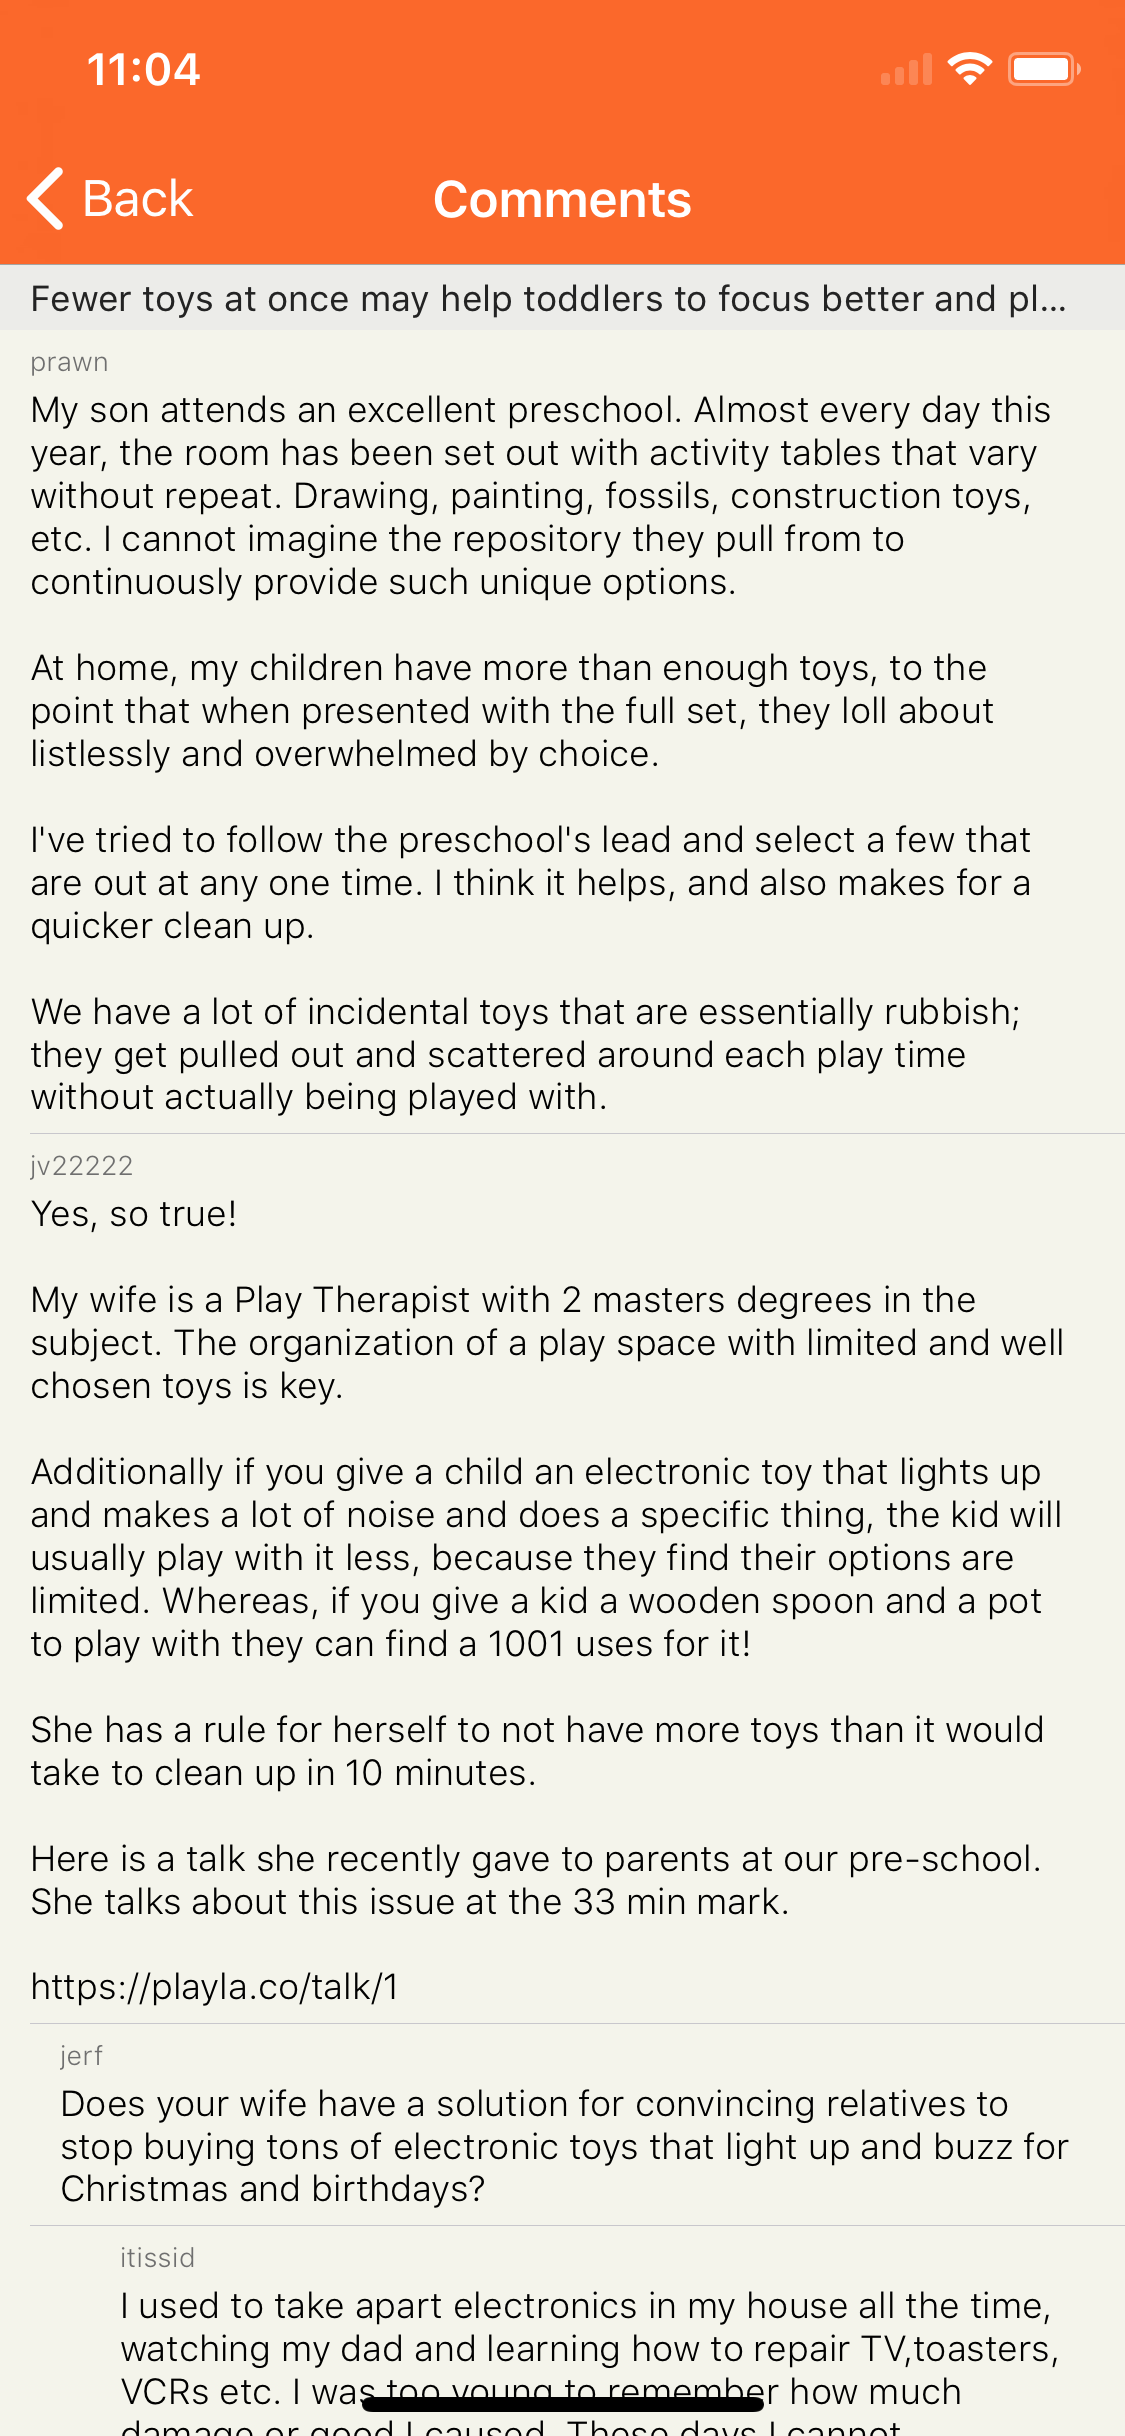 11:04
Back
Comments
Fewer toys at once may help toddlers to focus better and pl...
prawn
My son attends an excellent preschool. Almost every day this
year, the room has been set out with activity tables that vary
without repeat. Drawing, painting, fossils, construction toys,
etc. I cannot imagine the repository they pull from to
continuously provide such unique options.
At home, my children have more than enough toys, to the
point that when presented with the full set, they loll about
listlessly and overwhelmed by choice.
I've tried to follow the preschool's lead and select a few that
are out at any one time. I think it helps, and also makes for a
quicker clean up.
We have a lot of incidental toys that are essentially rubbish;
they get pulled out and scattered around each play time
without actually being played with.
jv22222
Yes, so true!
My wife is a Play Therapist with 2 masters degrees in the
subject. The organization of a play space with limited and well
chosen toys is key.
Additionally if you give a child an electronic toy that lights up
and makes a lot of noise and does a specific thing, the kid will
usually play with it less, because they find their options are
limited. Whereas, if you give a kid a wooden spoon and a pot
to play with they can find a 1001 uses for it!
She has a rule for herself to not have more toys than it would
take to clean up in 10 minutes.
Here is a talk she recently gave to parents at our pre-school.
She talks about this issue at the 33 min mark.
https://playla.co/talk/1
jerf
Does your wife have a solution for convincing relatives to
stop buying tons of electronic toys that light up and buzz for
Christmas and birthdays?
itissid
I used to take apart electronics in my house all the time,
watching my dad and learning how to repair TV,toasters,
VCRs etc. I was too young to remember how much
damage or good I caused. These days I cannot